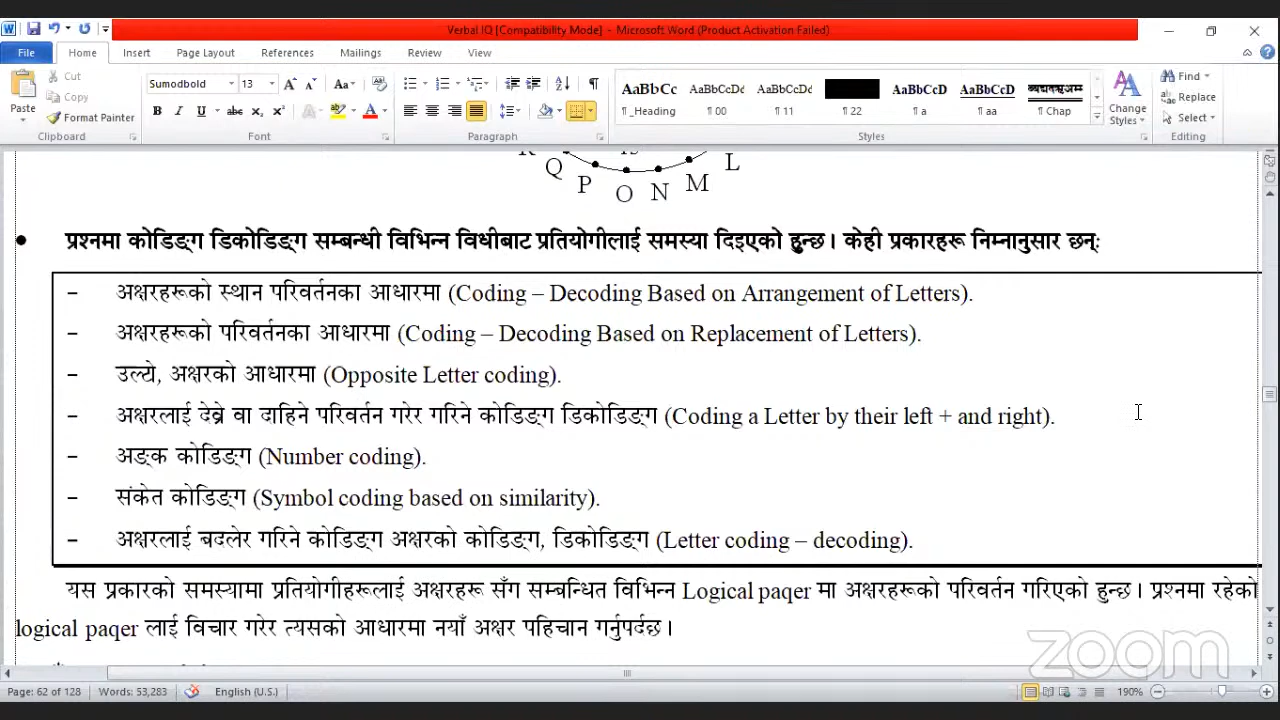 Verbal IQ [Compatibility Mode] - Microsoft Word (Product Activation Failed)
File Home Insert Page Layout References Mailings Review View
Paste Cut Copy Format Painter Clipboard
Sumodbold 13 Font
Paragraph
AaBbCc AaBbCcDc AaBbCcDc AaBbCcD AaBbCcD
¶ _Heading ¶ 00 ¶ 11 ¶ 22 ¶ a ¶ aa ¶ Chap Styles
Change Styles
Find Replace Select Editing
Q P O N M L
• प्रश्नमा कोडिङ्ग डिकोडिङ्ग सम्बन्धी विभिन्न विधीबाट प्रतियोगीलाई समस्या दिइएको हुन्छ। केही प्रकारहरू निम्नानुसार छन्ः
– अक्षरहरूको स्थान परिवर्तनका आधारमा (Coding – Decoding Based on Arrangement of Letters).
– अक्षरहरूको परिवर्तनका आधारमा (Coding – Decoding Based on Replacement of Letters).
– उल्टो, अक्षरको आधारमा (Opposite Letter coding).
– अक्षरलाई देब्रे वा दाहिने परिवर्तन गरेर गरिने कोडिङ्ग डिकोडिङ्ग (Coding a Letter by their left + and right).
– अङ्क कोडिङ्ग (Number coding).
– संकेत कोडिङ्ग (Symbol coding based on similarity).
– अक्षरलाई बदलेर गरिने कोडिङ्ग अक्षरको कोडिङ्ग, डिकोडिङ्ग (Letter coding – decoding).
यस प्रकारको समस्यामा प्रतियोगीहरूलाई अक्षरहरू सँग सम्बन्धित विभिन्न Logical paqer मा अक्षरहरूको परिवर्तन गरिएको हुन्छ। प्रश्नमा रहेको
logical paqer लाई विचार गरेर त्यसको आधारमा नयाँ अक्षर पहिचान गर्नुपर्दछ।
zoom
Page: 62 of 128 Words: 53,283 English (U.S.) 190%